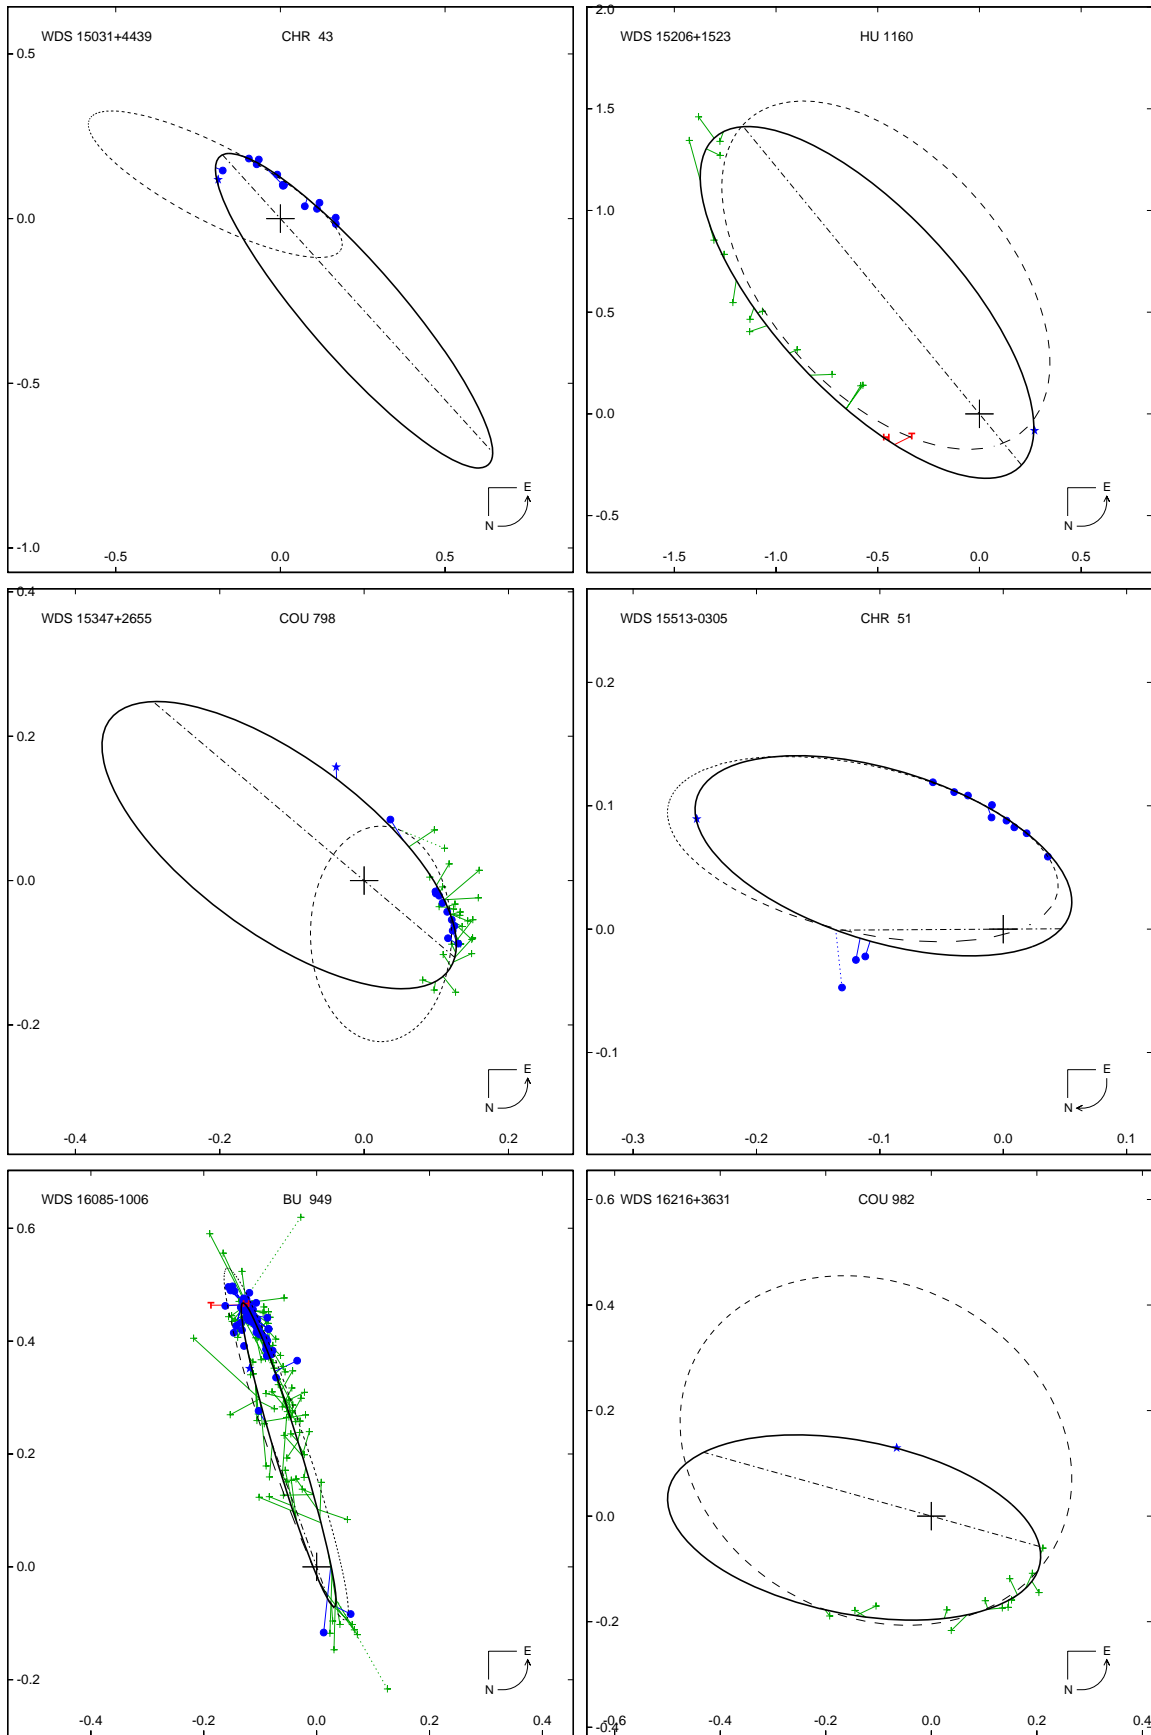 WDS 15031+4439 CHR 43
0.5
0.0
-0.5
-1.0
-0.5 0.0 0.5
E
N
WDS 15206+1523 HU 1160
2.0
1.5
1.0
0.5
0.0
-0.5
-1.5 -1.0 -0.5 0.0 0.5
T
H
E
N
WDS 15347+2655 COU 798
0.4
0.2
0.0
-0.2
-0.4 -0.2 0.0 0.2
E
N
WDS 15513-0305 CHR 51
0.2
0.1
0.0
-0.1
-0.3 -0.2 -0.1 0.0 0.1
E
N
WDS 16085-1006 BU 949
0.6
0.4
0.2
0.0
-0.2
-0.4 -0.2 0.0 0.2 0.4
T
E
N
WDS 16216+3631 COU 982
0.6
0.4
0.2
0.0
-0.2
-0.4
-0.6 -0.4 -0.2 0.0 0.2 0.4
E
N